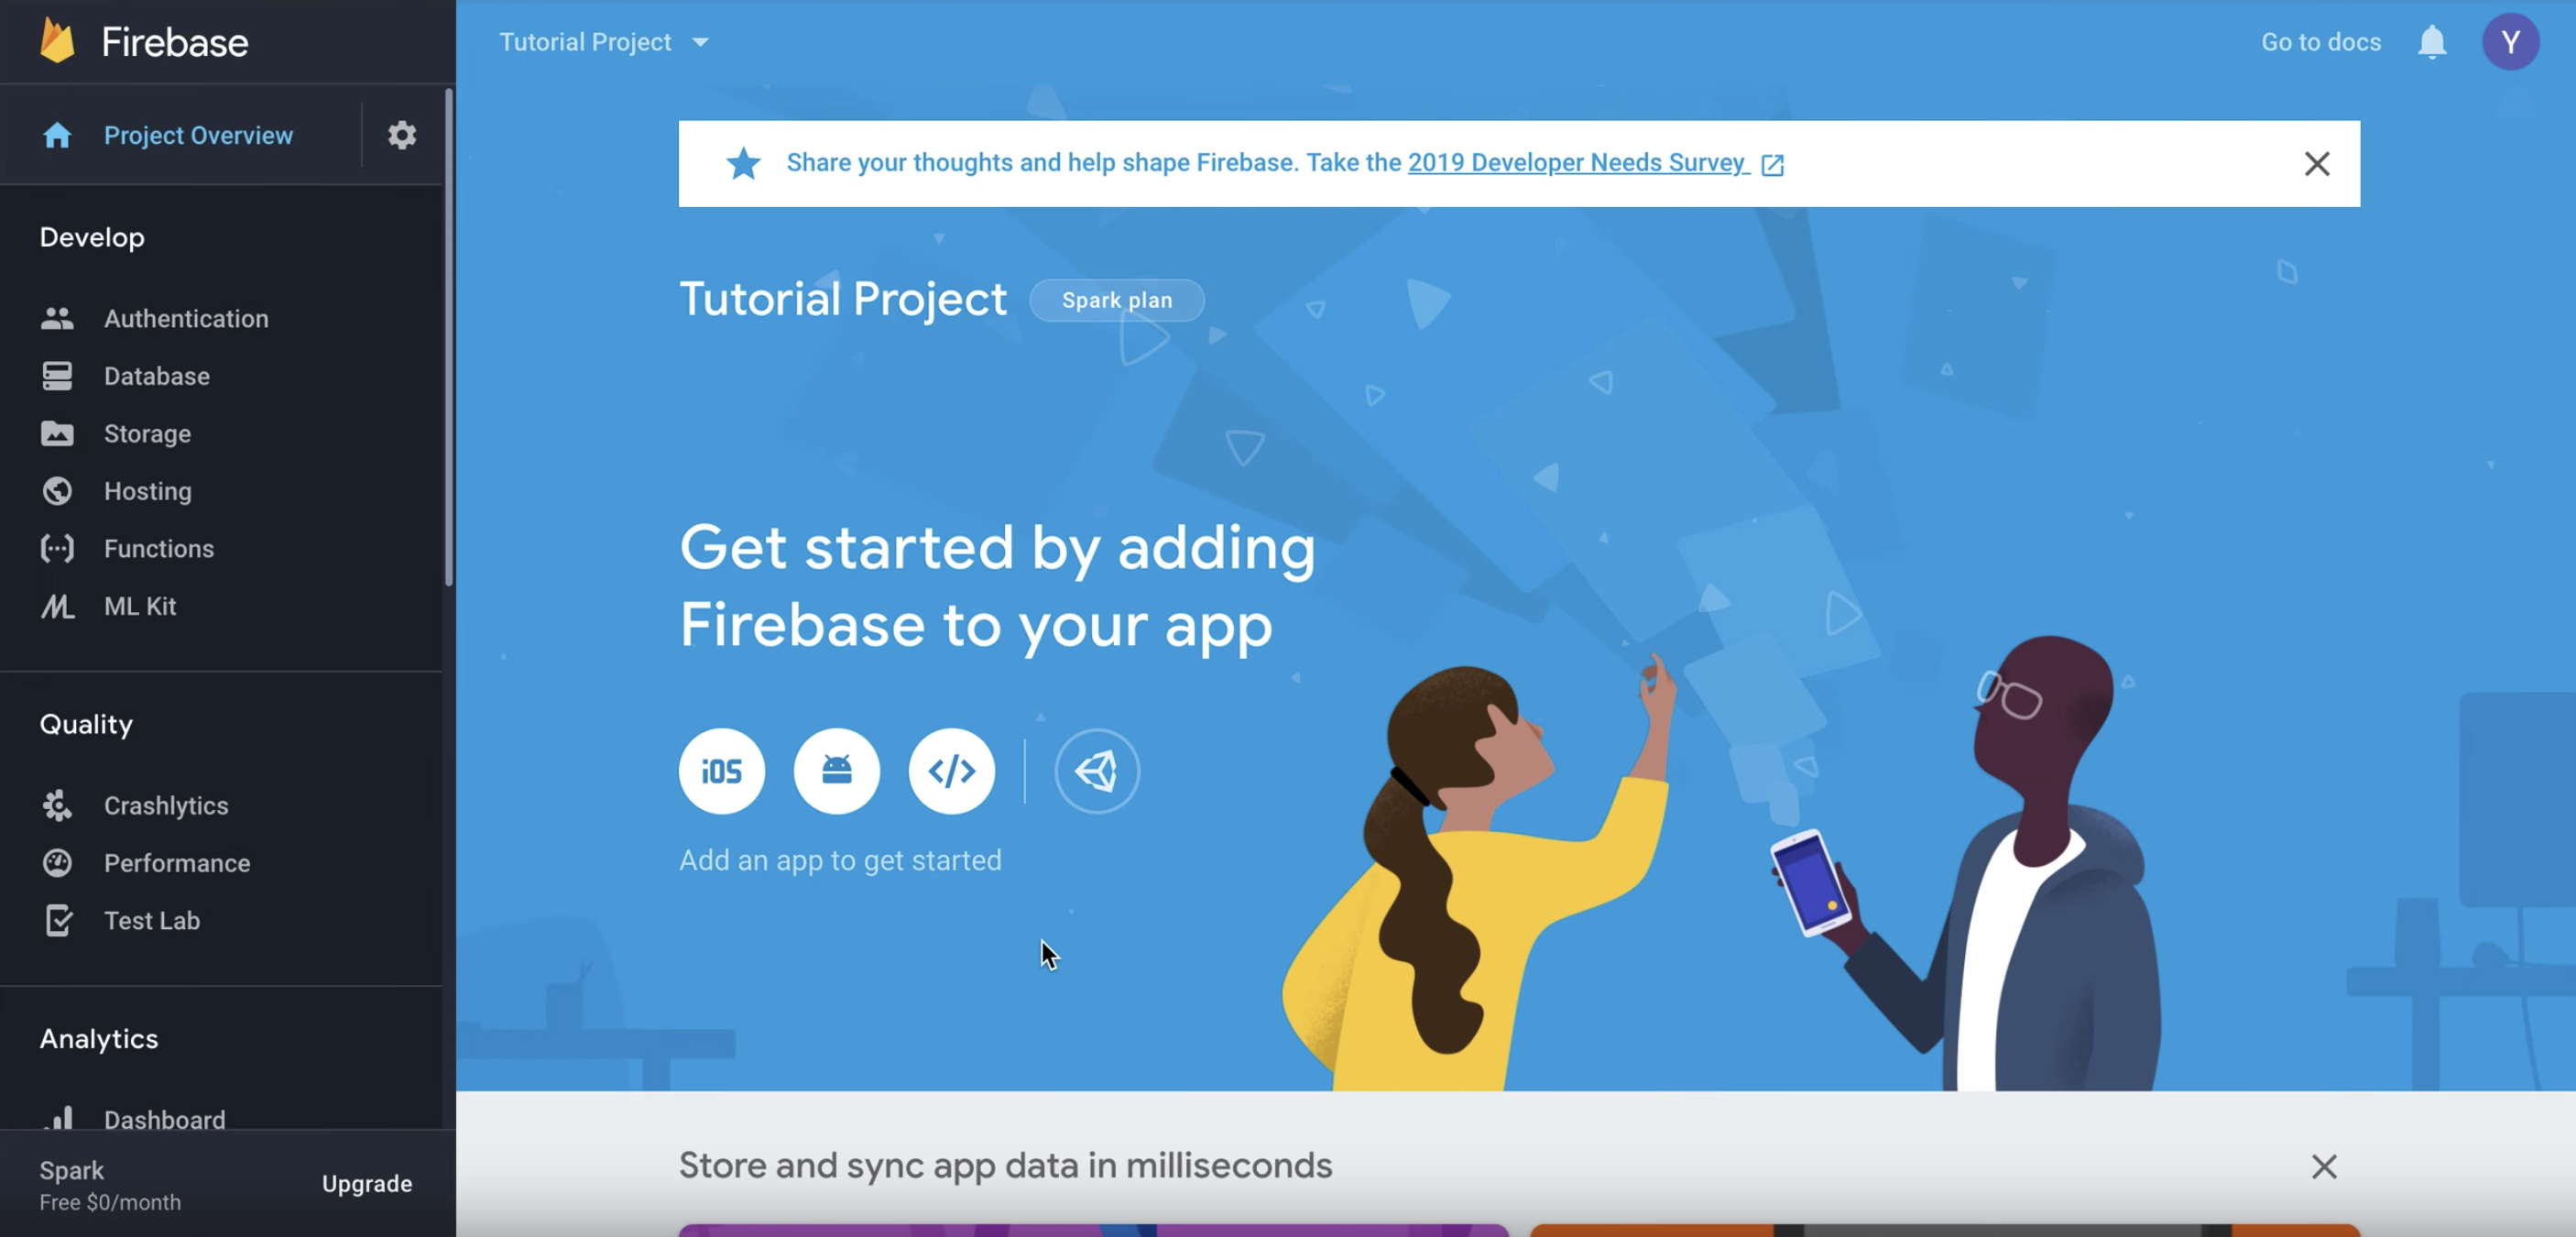 Firebase
Project Overview
Develop
Authentication
Database
Storage
Hosting
Functions
ML Kit
Quality
Crashlytics
Performance
Test Lab
Analytics
Dashboard
Spark
Free $0/month
Upgrade
Tutorial Project
Go to docs
Y
Share your thoughts and help shape Firebase. Take the 2019 Developer Needs Survey
Tutorial Project
Spark plan
Get started by adding
Firebase to your app
iOS
</>
Add an app to get started
Store and sync app data in milliseconds